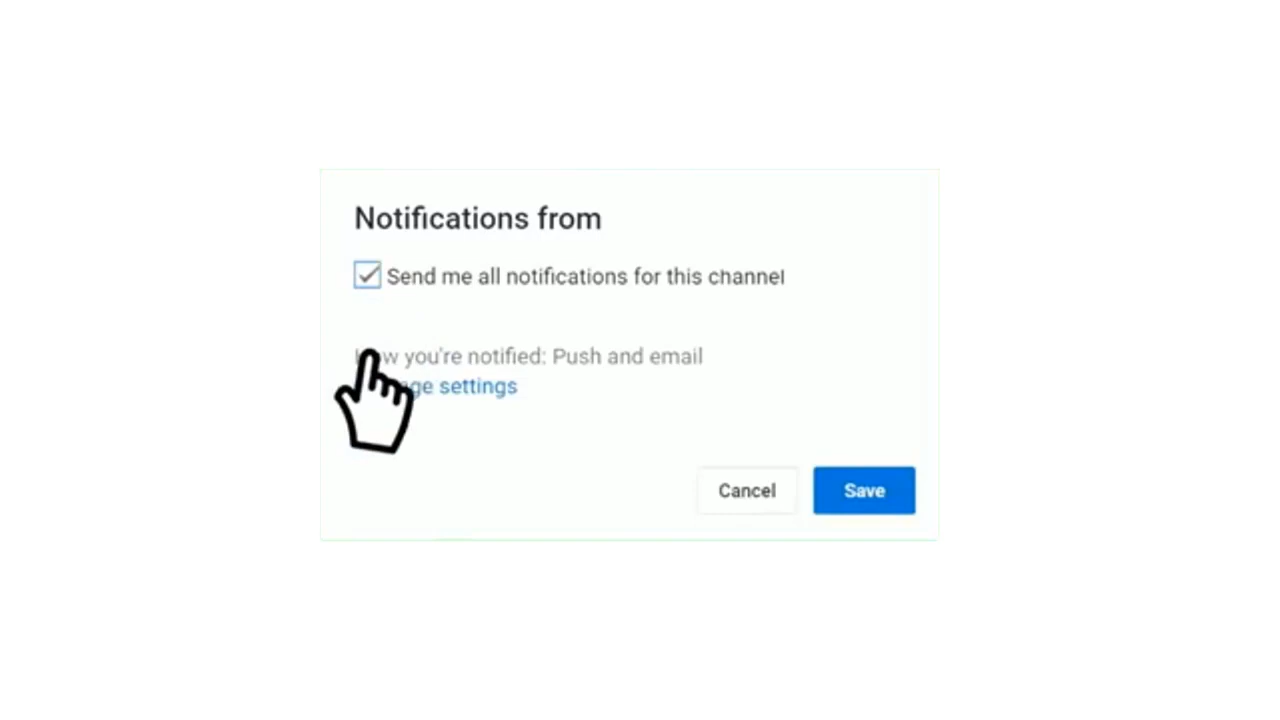 Notifications from
Send me all notifications for this channel
you're notified: Push and email
settings
Cancel
Save